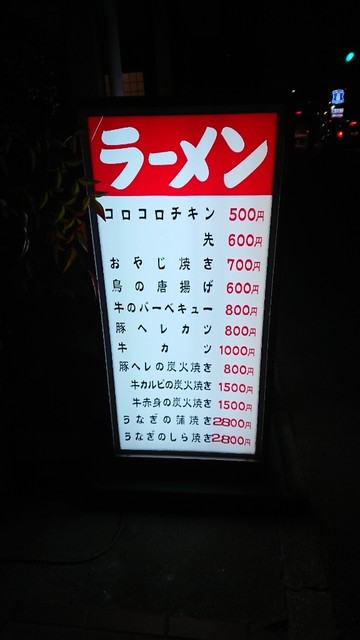 ラーメン
コロコロチキン 500円
先 600円
おやじ焼き 700円
鳥の唐揚げ 600円
牛のバーベキュー 800円
豚ヘレカツ 800円
牛カツ 1000円
豚ヘレの炭火焼き 800円
牛カルビの炭火焼き 1500円
牛赤身の炭火焼き 1500円
うなぎの蒲焼き 2800円
うなぎのしら焼き 2800円